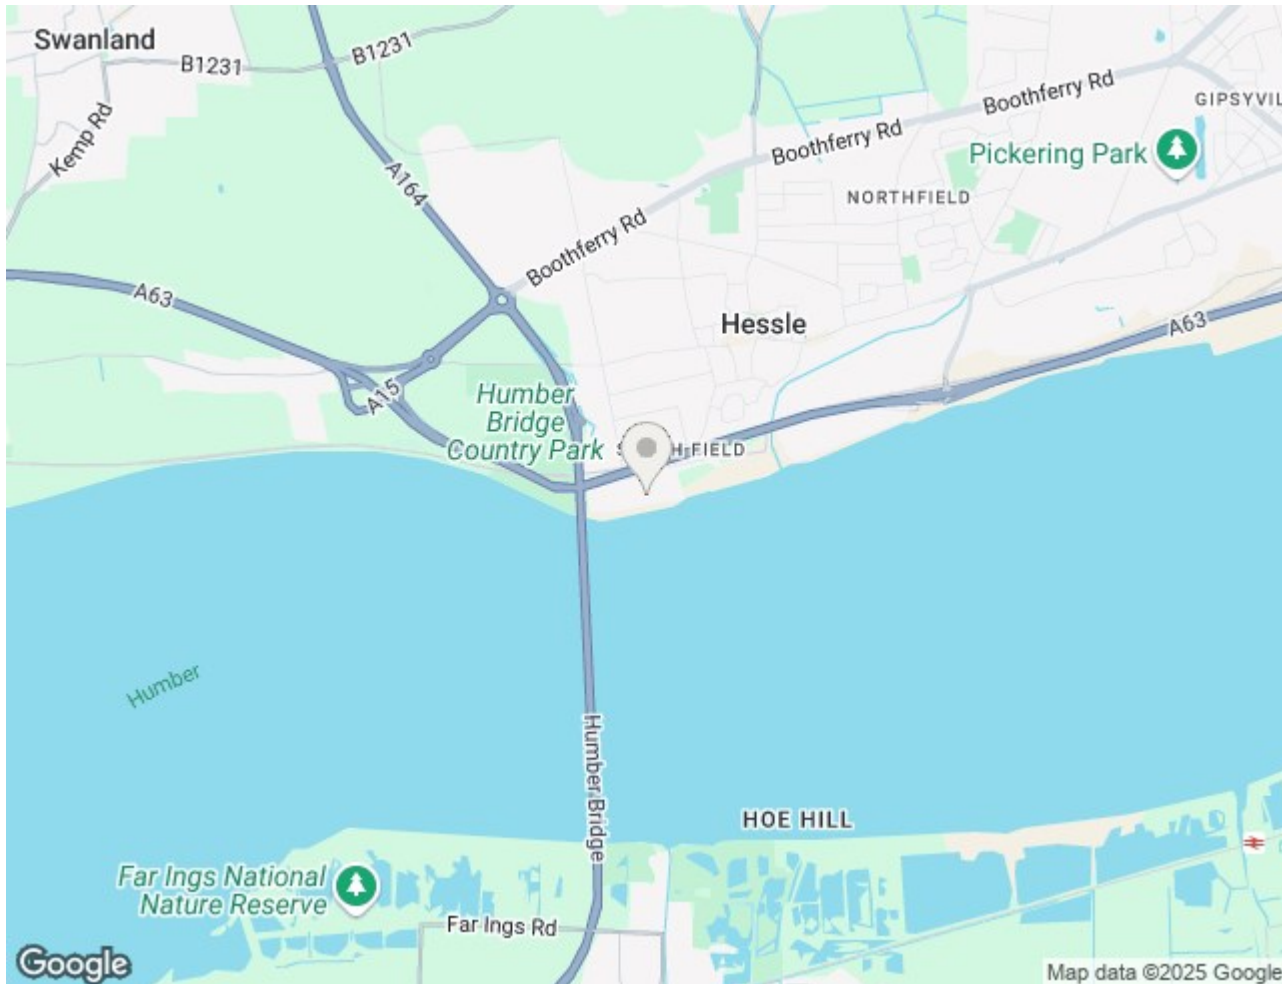 Swanland
B1231
B1231
Kemp Rd
A164
Boothferry Rd
Boothferry Rd
Boothferry Rd
GIPSYVIL
Pickering Park
NORTHFIELD
A63
Hessle
A63
A15
Humber
Bridge
Country Park
FIELD
Humber
Humber Bridge
HOE HILL
Far Ings National
Nature Reserve
Far Ings Rd
Google
Map data ©2025 Google